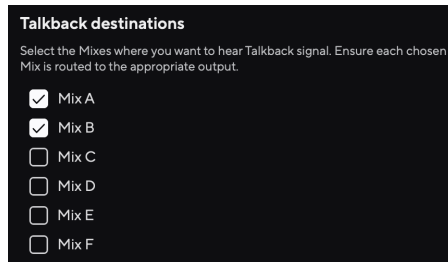 Talkback destinations
Select the Mixes where you want to hear Talkback signal. Ensure each chosen
Mix is routed to the appropriate output.
Mix A
Mix B
Mix C
Mix D
Mix E
Mix F